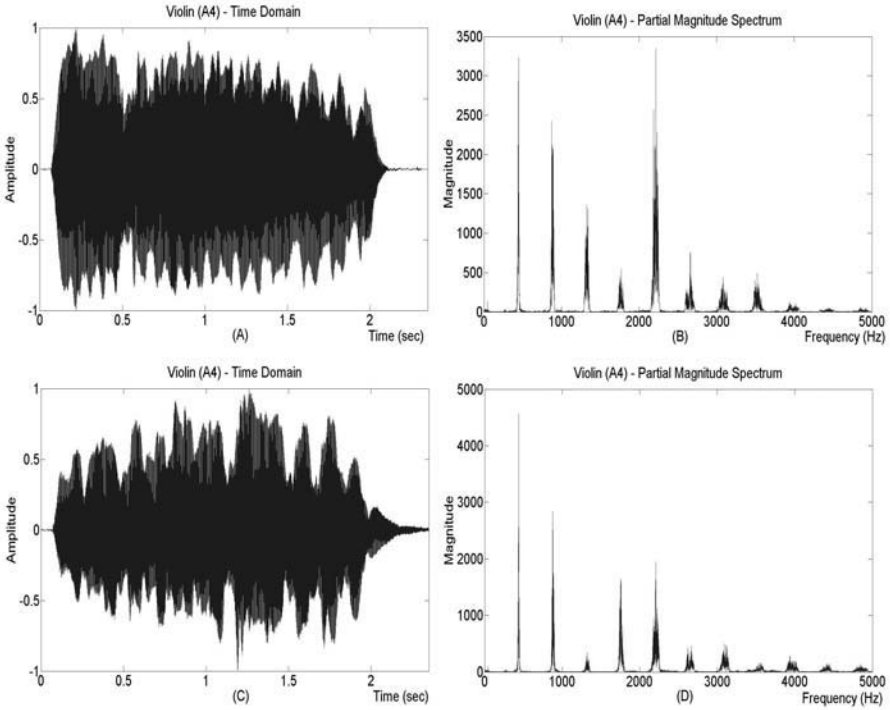 Violin (A4) - Time Domain
1
0.5
0
-0.5
-1
Amplitude
0 0.5 1 1.5 2
(A) Time (sec)
Violin (A4) - Partial Magnitude Spectrum
3500
3000
2500
2000
1500
1000
500
0
Magnitude
0 1000 2000 3000 4000 5000
(B) Frequency (Hz)
Violin (A4) - Time Domain
1
0.5
0
-0.5
-1
Amplitude
0 0.5 1 1.5 2
(C) Time (sec)
Violin (A4) - Partial Magnitude Spectrum
5000
4000
3000
2000
1000
0
Magnitude
0 1000 2000 3000 4000 5000
(D) Frequency (Hz)